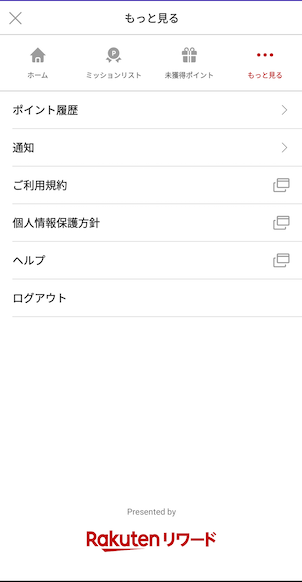 もっと見る
ホーム
ミッションリスト
未獲得ポイント
もっと見る
ポイント履歴
通知
ご利用規約
個人情報保護方針
ヘルプ
ログアウト
Presented by
Rakuten リワード